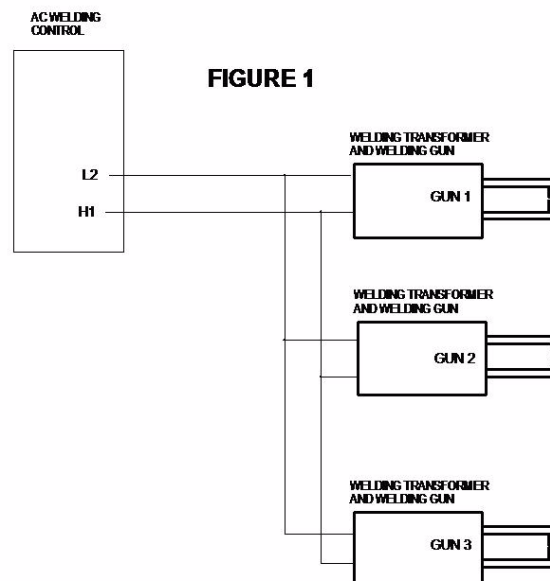 AC WELDING
CONTROL
FIGURE 1
WELDING TRANSFORMER
AND WELDING GUN
L2
GUN 1
H1
WELDING TRANSFORMER
AND WELDING GUN
GUN 2
WELDING TRANSFORMER
AND WELDING GUN
GUN 3